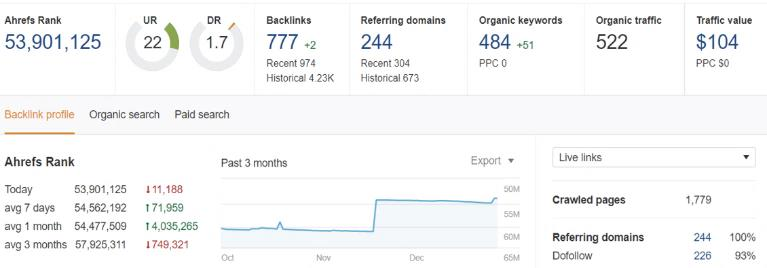 Ahrefs Rank UR DR Backlinks Referring domains Organic keywords Organic traffic Traffic value
53,901,125 22 1.7 777 +2 244 484 +51 522 $104
Recent 974 Recent 304 PPC 0 PPC $0
Historical 4.23K Historical 673
Backlink profile Organic search Paid search
Ahrefs Rank Past 3 months Export Live links
Today 53,901,125 ↓11,188
avg 7 days 54,562,192 ↑71,959
avg 1 month 54,477,509 ↑4,035,265
avg 3 months 57,925,311 ↓749,321
50M
55M
60M
65M
Oct Nov Dec
Crawled pages 1,779
Referring domains 244 100%
Dofollow 226 93%